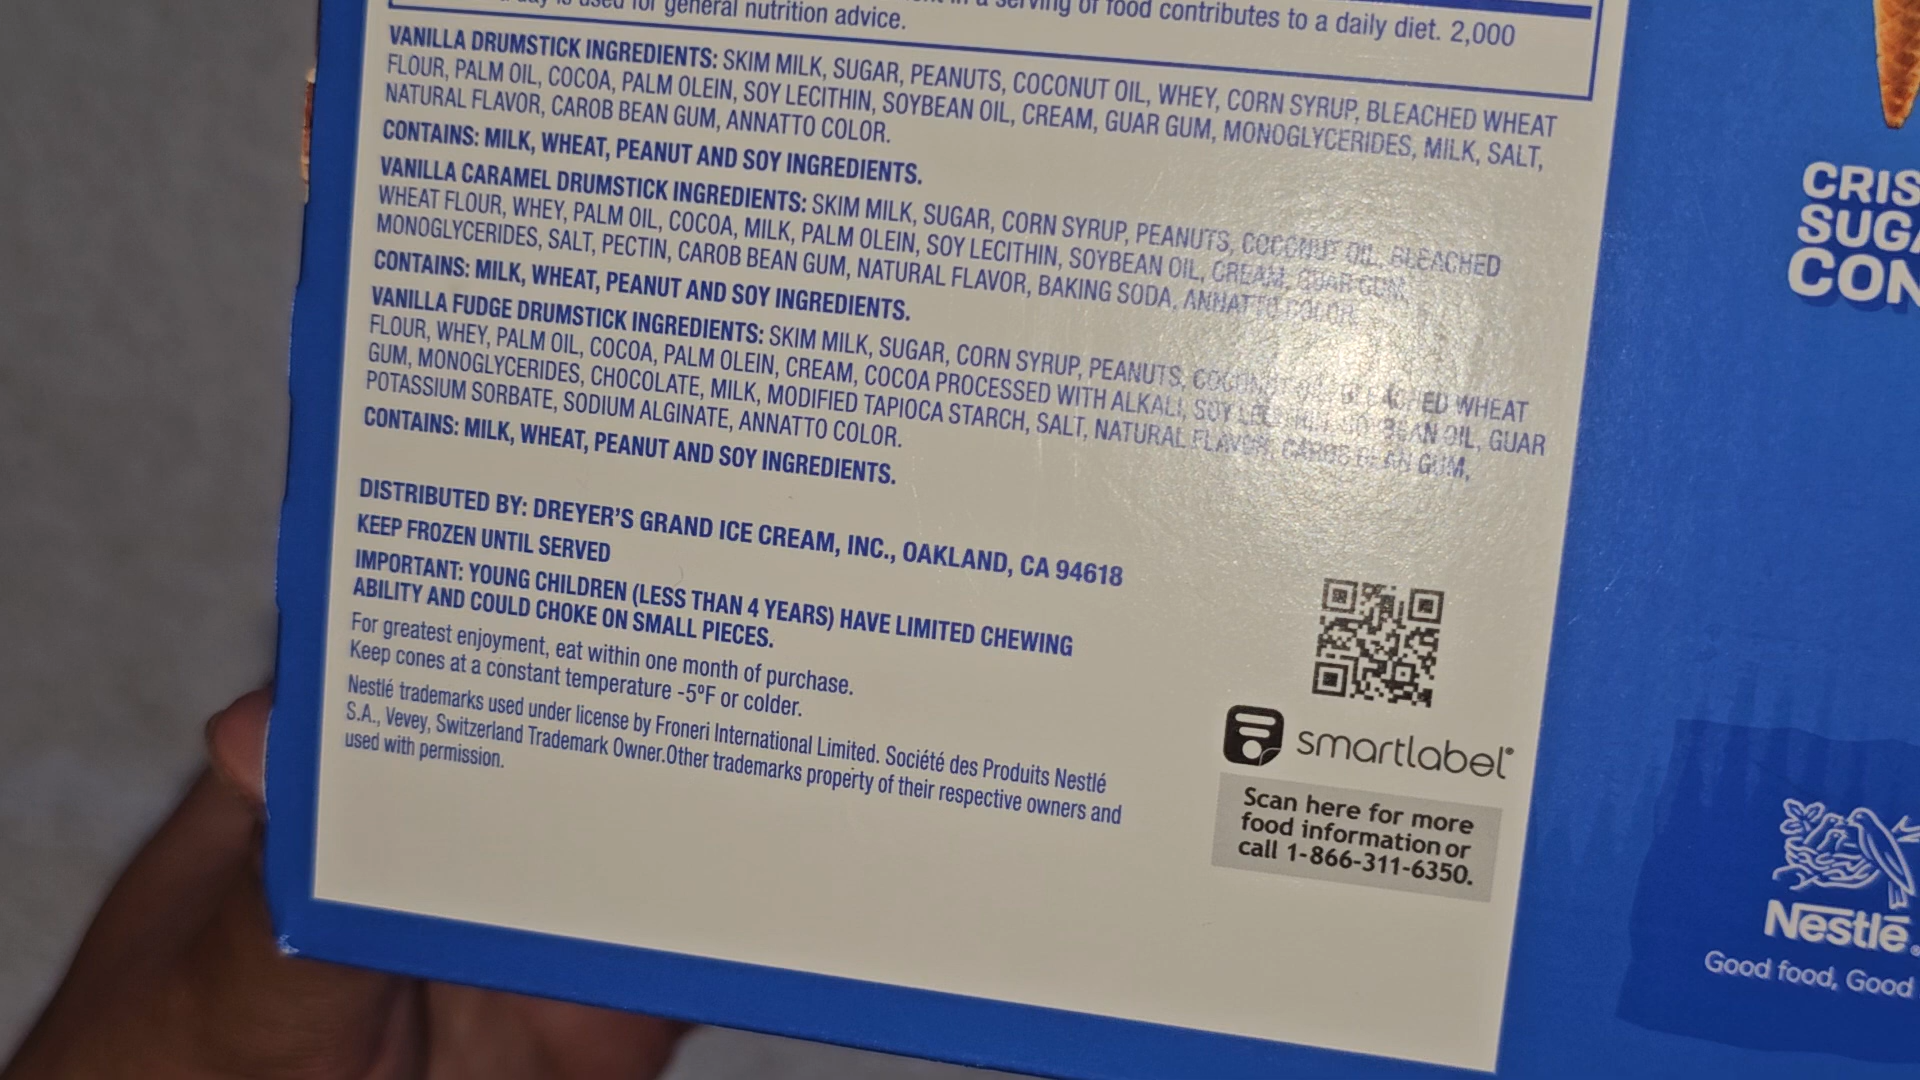 day is used for general nutrition advice.
in a serving of food contributes to a daily diet. 2,000
VANILLA DRUMSTICK INGREDIENTS: SKIM MILK, SUGAR, PEANUTS, COCONUT OIL, WHEY, CORN SYRUP, BLEACHED WHEAT
FLOUR, PALM OIL, COCOA, PALM OLEIN, SOY LECITHIN, SOYBEAN OIL, CREAM, GUAR GUM, MONOGLYCERIDES, MILK, SALT,
NATURAL FLAVOR, CAROB BEAN GUM, ANNATTO COLOR.
CONTAINS: MILK, WHEAT, PEANUT AND SOY INGREDIENTS.
VANILLA CARAMEL DRUMSTICK INGREDIENTS: SKIM MILK, SUGAR, CORN SYRUP, PEANUTS, COCONUT OIL, BLEACHED
WHEAT FLOUR, WHEY, PALM OIL, COCOA, MILK, PALM OLEIN, SOY LECITHIN, SOYBEAN OIL, CREAM, GUAR GUM,
MONOGLYCERIDES, SALT, PECTIN, CAROB BEAN GUM, NATURAL FLAVOR, BAKING SODA, ANNATTO COLOR.
CONTAINS: MILK, WHEAT, PEANUT AND SOY INGREDIENTS.
VANILLA FUDGE DRUMSTICK INGREDIENTS: SKIM MILK, SUGAR, CORN SYRUP, PEANUTS, COCONUT OIL, BLEACHED WHEAT
FLOUR, WHEY, PALM OIL, COCOA, PALM OLEIN, CREAM, COCOA PROCESSED WITH ALKALI, SOY LECITHIN, SOYBEAN OIL, GUAR
GUM, MONOGLYCERIDES, CHOCOLATE, MILK, MODIFIED TAPIOCA STARCH, SALT, NATURAL FLAVOR, CAROB BEAN GUM,
POTASSIUM SORBATE, SODIUM ALGINATE, ANNATTO COLOR.
CONTAINS: MILK, WHEAT, PEANUT AND SOY INGREDIENTS.
DISTRIBUTED BY: DREYER'S GRAND ICE CREAM, INC., OAKLAND, CA 94618
KEEP FROZEN UNTIL SERVED
IMPORTANT: YOUNG CHILDREN (LESS THAN 4 YEARS) HAVE LIMITED CHEWING
ABILITY AND COULD CHOKE ON SMALL PIECES.
For greatest enjoyment, eat within one month of purchase.
Keep cones at a constant temperature -5ºF or colder.
Nestlé trademarks used under license by Froneri International Limited. Société des Produits Nestlé
S.A., Vevey, Switzerland Trademark Owner.Other trademarks property of their respective owners and
used with permission.
smartlabel®
Scan here for more
food information or
call 1-866-311-6350.
CRIS
SUGA
CON
Nestlé®
Good food, Good